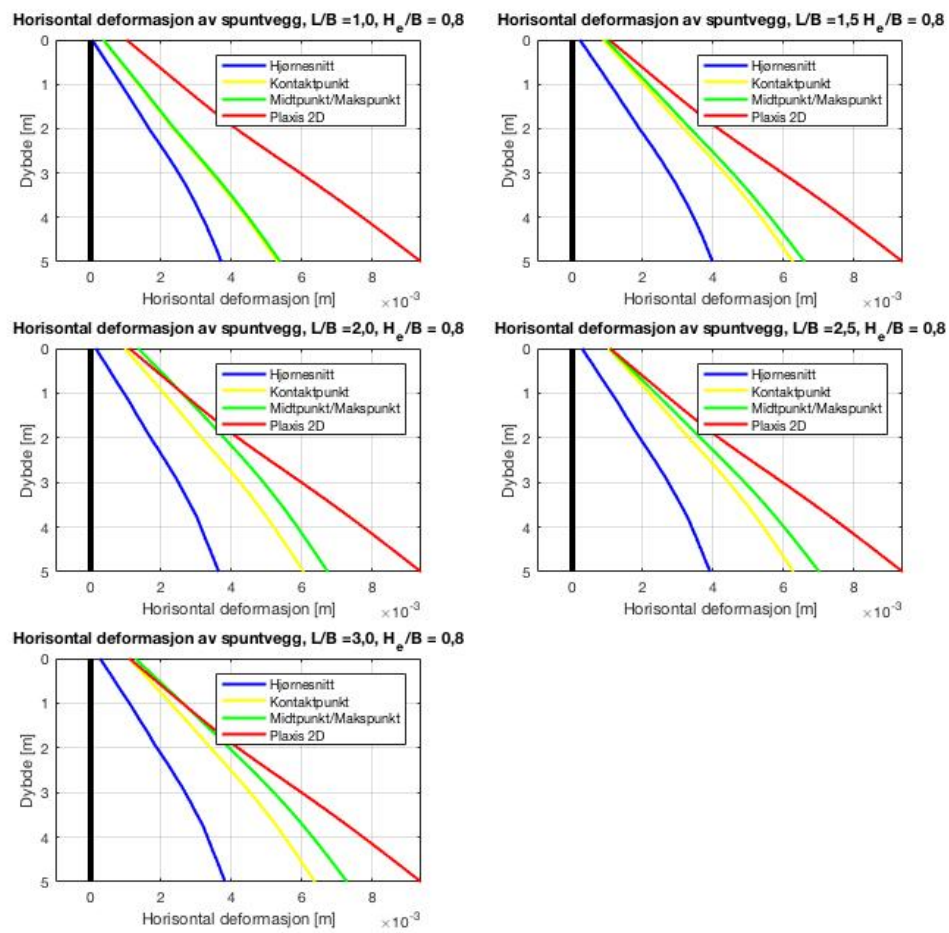 Horisontal deformasjon av spuntvegg, L/B =1,0, H_e/B = 0,8
0
1
2
3
4
5
Dybde [m]
Hjørnesnitt
Kontaktpunkt
Midtpunkt/Makspunkt
Plaxis 2D
0 2 4 6 8
Horisontal deformasjon [m] ×10^-3
Horisontal deformasjon av spuntvegg, L/B =1,5 H_e/B = 0,8
0
1
2
3
4
5
Dybde [m]
Hjørnesnitt
Kontaktpunkt
Midtpunkt/Makspunkt
Plaxis 2D
0 2 4 6 8
Horisontal deformasjon [m] ×10^-3
Horisontal deformasjon av spuntvegg, L/B =2,0, H_e/B = 0,8
0
1
2
3
4
5
Dybde [m]
Hjørnesnitt
Kontaktpunkt
Midtpunkt/Makspunkt
Plaxis 2D
0 2 4 6 8
Horisontal deformasjon [m] ×10^-3
Horisontal deformasjon av spuntvegg, L/B =2,5, H_e/B = 0,8
0
1
2
3
4
5
Dybde [m]
Hjørnesnitt
Kontaktpunkt
Midtpunkt/Makspunkt
Plaxis 2D
0 2 4 6 8
Horisontal deformasjon [m] ×10^-3
Horisontal deformasjon av spuntvegg, L/B =3,0, H_e/B = 0,8
0
1
2
3
4
5
Dybde [m]
Hjørnesnitt
Kontaktpunkt
Midtpunkt/Makspunkt
Plaxis 2D
0 2 4 6 8
Horisontal deformasjon [m] ×10^-3